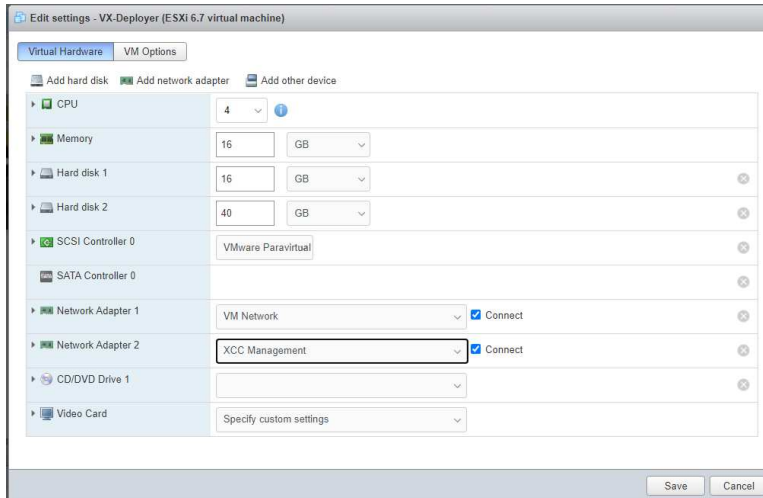 Edit settings - VX-Deployer (ESXi 6.7 virtual machine)
Virtual Hardware VM Options
Add hard disk Add network adapter Add other device
CPU 4
Memory 16 GB
Hard disk 1 16 GB
Hard disk 2 40 GB
SCSI Controller 0 VMware Paravirtual
SATA Controller 0
Network Adapter 1 VM Network Connect
Network Adapter 2 XCC Management Connect
CD/DVD Drive 1
Video Card Specify custom settings
Save Cancel